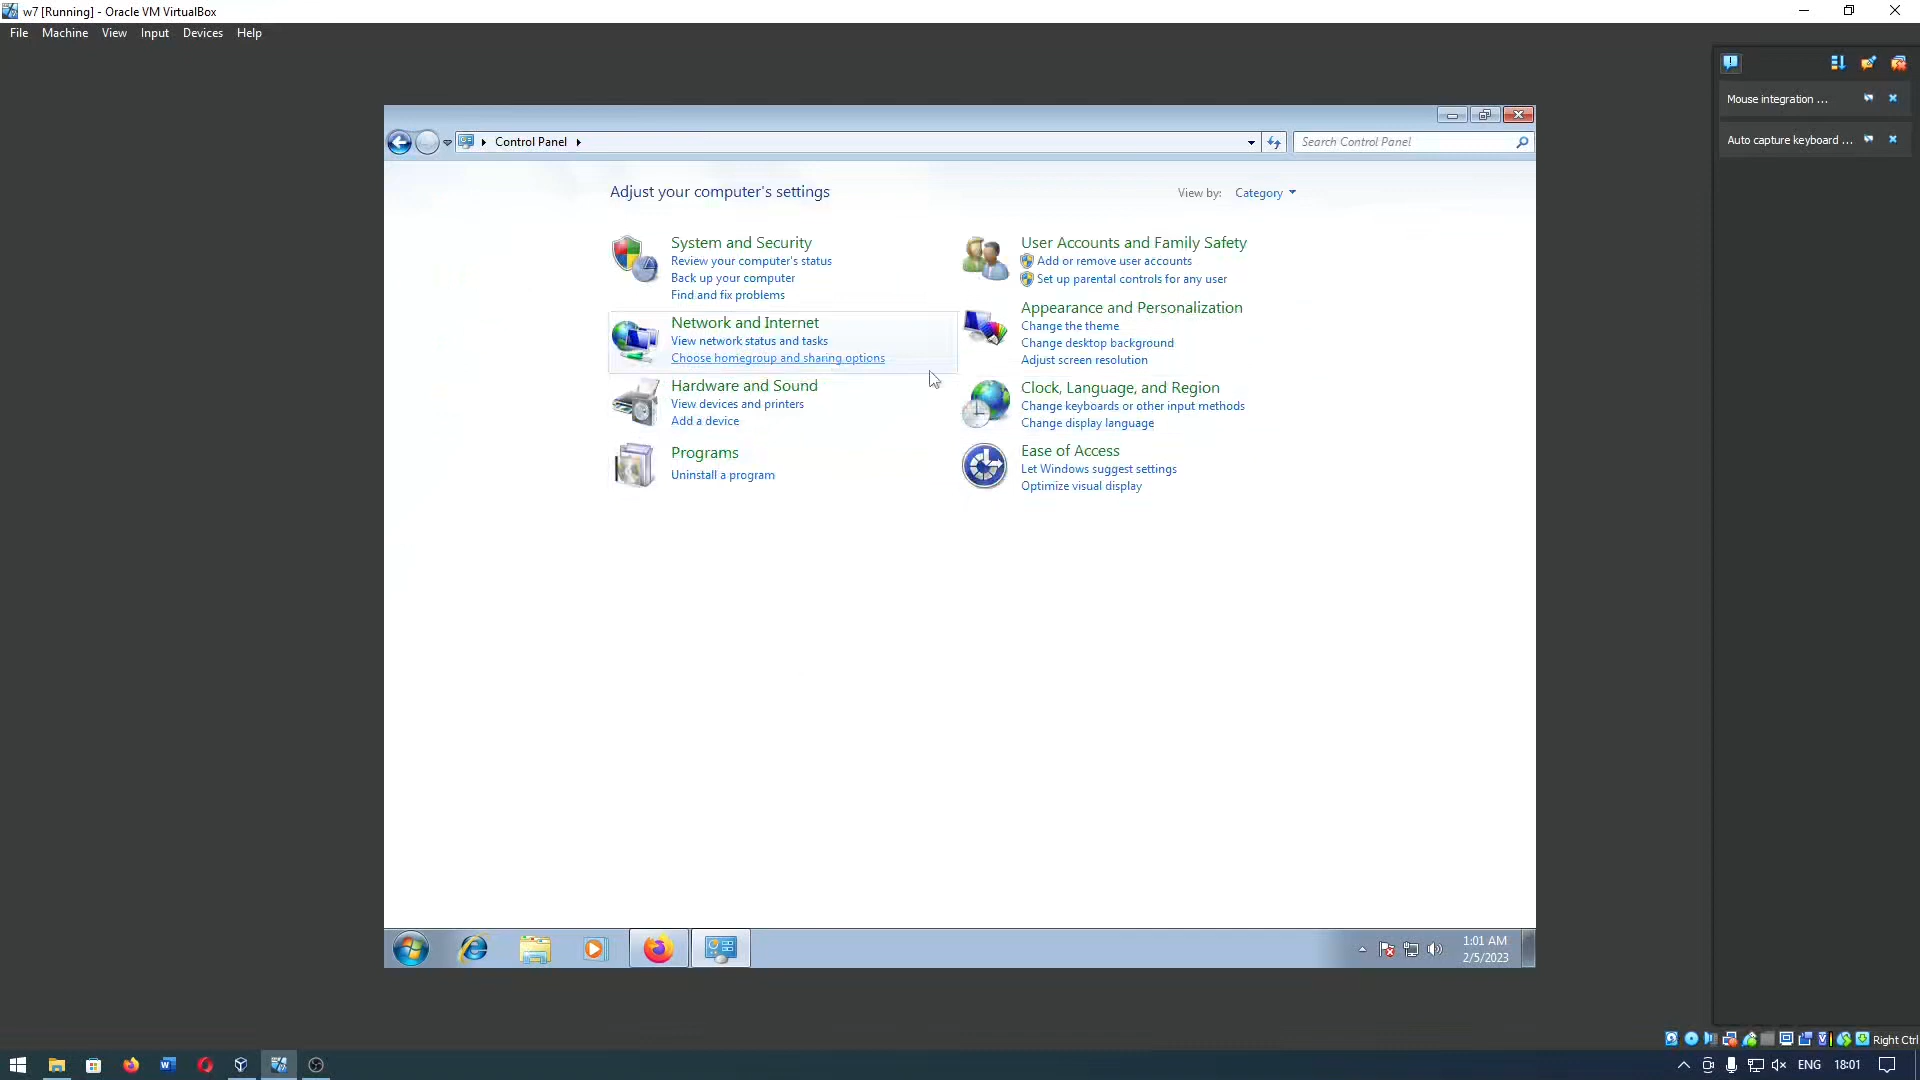 w7 [Running] - Oracle VM VirtualBox
File Machine View Input Devices Help
Mouse integration ...
Auto capture keyboard ...
Control Panel
Search Control Panel
Adjust your computer's settings
View by: Category
System and Security
Review your computer's status
Back up your computer
Find and fix problems
Network and Internet
View network status and tasks
Choose homegroup and sharing options
Hardware and Sound
View devices and printers
Add a device
Programs
Uninstall a program
User Accounts and Family Safety
Add or remove user accounts
Set up parental controls for any user
Appearance and Personalization
Change the theme
Change desktop background
Adjust screen resolution
Clock, Language, and Region
Change keyboards or other input methods
Change display language
Ease of Access
Let Windows suggest settings
Optimize visual display
1:01 AM
2/5/2023
Right Ctrl
ENG 18:01